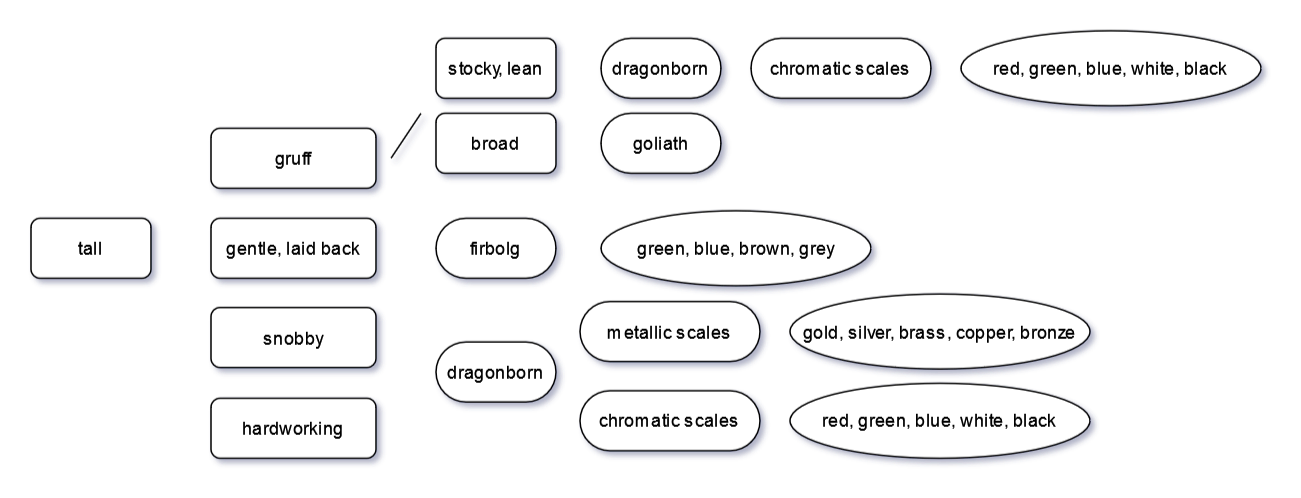 stocky, lean
dragonborn
chromatic scales
red, green, blue, white, black
broad
goliath
gruff
tall
gentle, laid back
firbolg
green, blue, brown, grey
snobby
metallic scales
gold, silver, brass, copper, bronze
dragonborn
hardworking
chromatic scales
red, green, blue, white, black